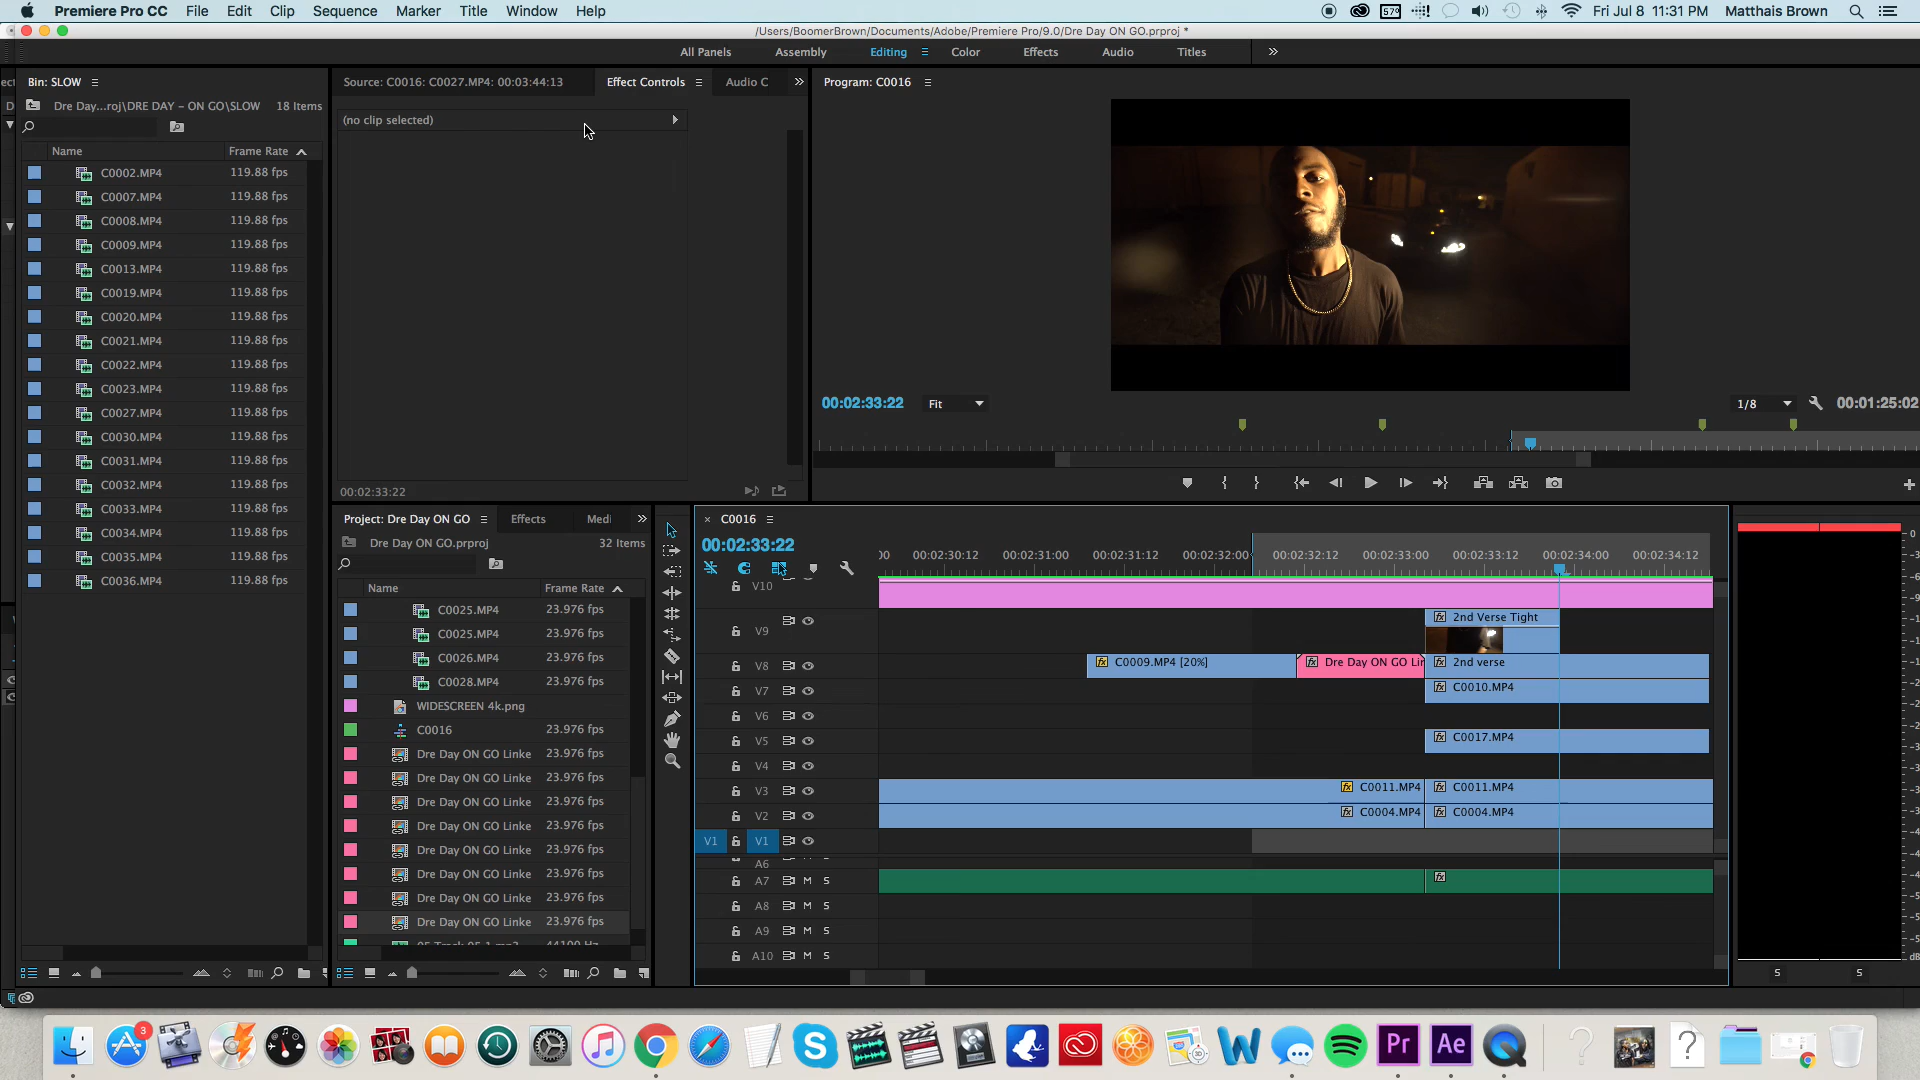 Premiere Pro CC File Edit Clip Sequence Marker Title Window Help 57% Fri Jul 8 11:31 PM Matthais Brown
/Users/BoomerBrown/Documents/Adobe/Premiere Pro/9.0/Dre Day ON GO.prproj *
All Panels Assembly Editing Color Effects Audio Titles
Bin: SLOW
Dre Day...roj\DRE DAY – ON GO\SLOW 18 Items
Name Frame Rate
C0002.MP4 119.88 fps
C0007.MP4 119.88 fps
C0008.MP4 119.88 fps
C0009.MP4 119.88 fps
C0013.MP4 119.88 fps
C0019.MP4 119.88 fps
C0020.MP4 119.88 fps
C0021.MP4 119.88 fps
C0022.MP4 119.88 fps
C0023.MP4 119.88 fps
C0027.MP4 119.88 fps
C0030.MP4 119.88 fps
C0031.MP4 119.88 fps
C0032.MP4 119.88 fps
C0033.MP4 119.88 fps
C0034.MP4 119.88 fps
C0035.MP4 119.88 fps
C0036.MP4 119.88 fps
Source: C0016: C0027.MP4: 00:03:44:13 Effect Controls Audio C
(no clip selected)
00:02:33:22
Program: C0016
00:02:33:22 Fit 1/8 00:01:25:02
Project: Dre Day ON GO Effects Medi
Dre Day ON GO.prproj 32 Items
Name Frame Rate
C0025.MP4 23.976 fps
C0025.MP4 23.976 fps
C0026.MP4 23.976 fps
C0028.MP4 23.976 fps
WIDESCREEN 4k.png
C0016 23.976 fps
Dre Day ON GO Linke 23.976 fps
Dre Day ON GO Linke 23.976 fps
Dre Day ON GO Linke 23.976 fps
Dre Day ON GO Linke 23.976 fps
Dre Day ON GO Linke 23.976 fps
Dre Day ON GO Linke 23.976 fps
Dre Day ON GO Linke 23.976 fps
Dre Day ON GO Linke 23.976 fps
C0016
00:02:33:22
00 00:02:30:12 00:02:31:00 00:02:31:12 00:02:32:00 00:02:32:12 00:02:33:00 00:02:33:12 00:02:34:00 00:02:34:12
V10
V9 2nd Verse Tight
V8 C0009.MP4 [20%] Dre Day ON GO Lin 2nd verse
V7 C0010.MP4
V6
V5 C0017.MP4
V4
V3 C0011.MP4 C0011.MP4
V2 C0004.MP4 C0004.MP4
V1 V1
A6
A7 M S
A8 M S
A9 M S
A10 M S
0
dB
S S
3
W Pr Ae